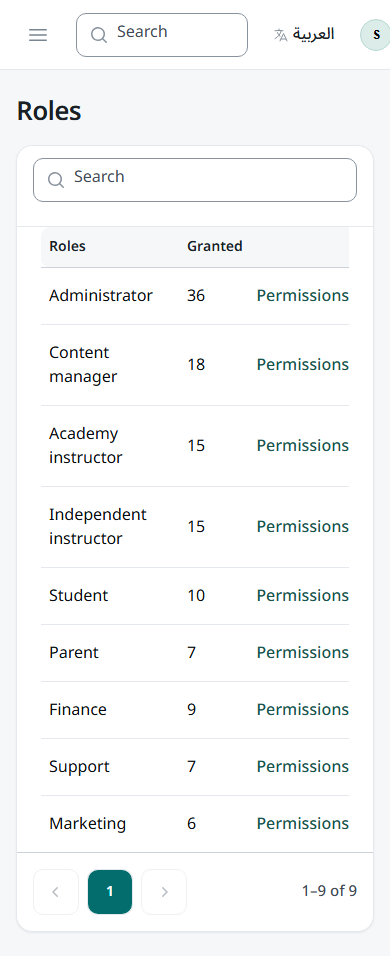 Search
العربية
S
Roles
Search
Roles Granted
Administrator 36 Permissions
Content
manager 18 Permissions
Academy
instructor 15 Permissions
Independent
instructor 15 Permissions
Student 10 Permissions
Parent 7 Permissions
Finance 9 Permissions
Support 7 Permissions
Marketing 6 Permissions
1
1–9 of 9